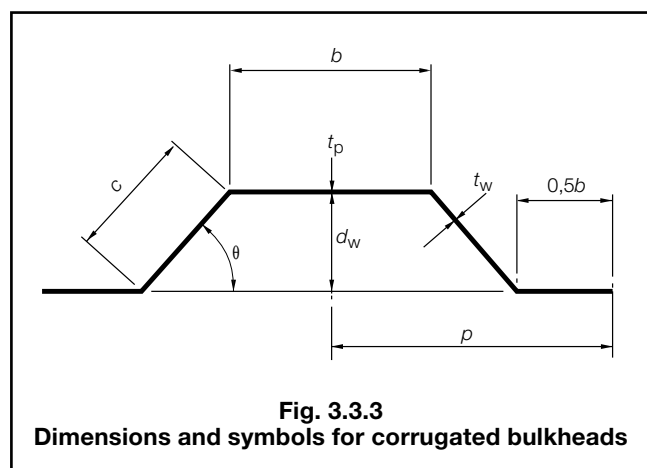 b
tp
c
tw
0,5b
dw
θ
p
Fig. 3.3.3
Dimensions and symbols for corrugated bulkheads